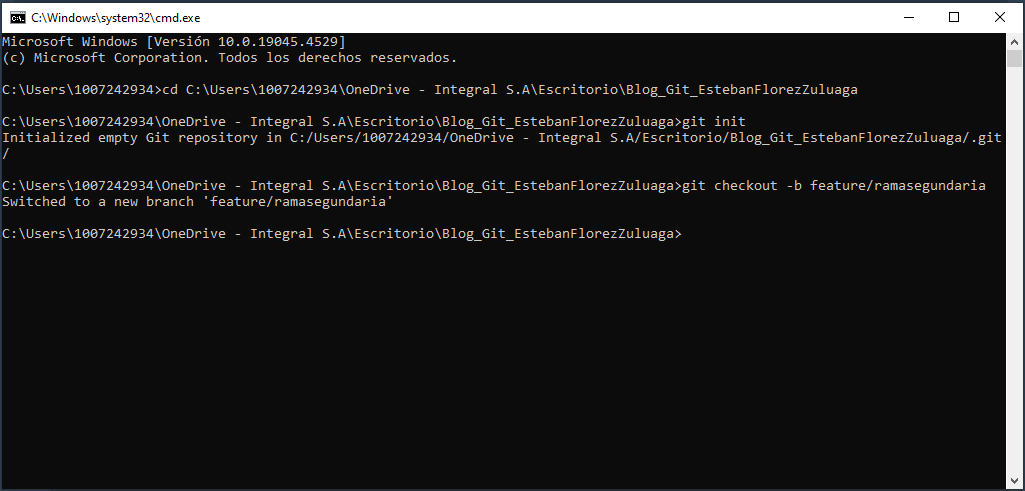 C:\Windows\system32\cmd.exe
Microsoft Windows [Versión 10.0.19045.4529]
(c) Microsoft Corporation. Todos los derechos reservados.
C:\Users\1007242934>cd C:\Users\1007242934\OneDrive - Integral S.A\Escritorio\Blog_Git_EstebanFlorezZuluaga
C:\Users\1007242934\OneDrive - Integral S.A\Escritorio\Blog_Git_EstebanFlorezZuluaga>git init
Initialized empty Git repository in C:/Users/1007242934/OneDrive - Integral S.A/Escritorio/Blog_Git_EstebanFlorezZuluaga/.git
/
C:\Users\1007242934\OneDrive - Integral S.A\Escritorio\Blog_Git_EstebanFlorezZuluaga>git checkout -b feature/ramasegundaria
Switched to a new branch 'feature/ramasegundaria'
C:\Users\1007242934\OneDrive - Integral S.A\Escritorio\Blog_Git_EstebanFlorezZuluaga>